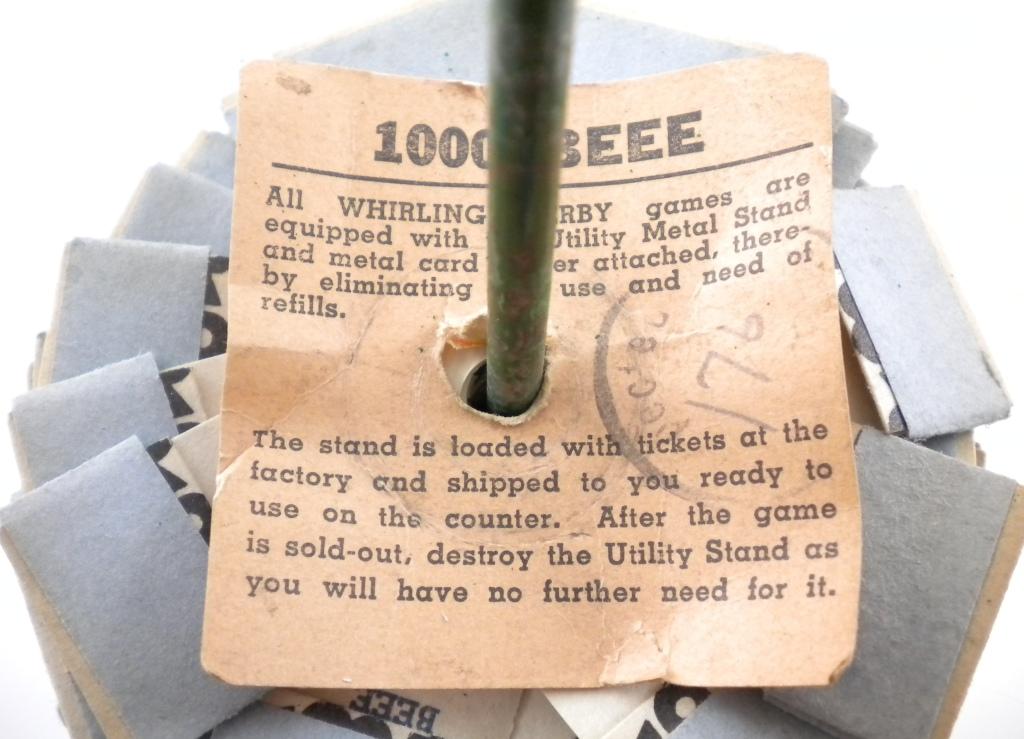 1000 BEEE
All WHIRLING RBY games are
equipped with Utility Metal Stand
and metal card er attached, there-
by eliminating use and need of
refills.
176
The stand is loaded with tickets at the
factory and shipped to you ready to
use on the counter. After the game
is sold-out, destroy the Utility Stand as
you will have no further need for it.
BEEE